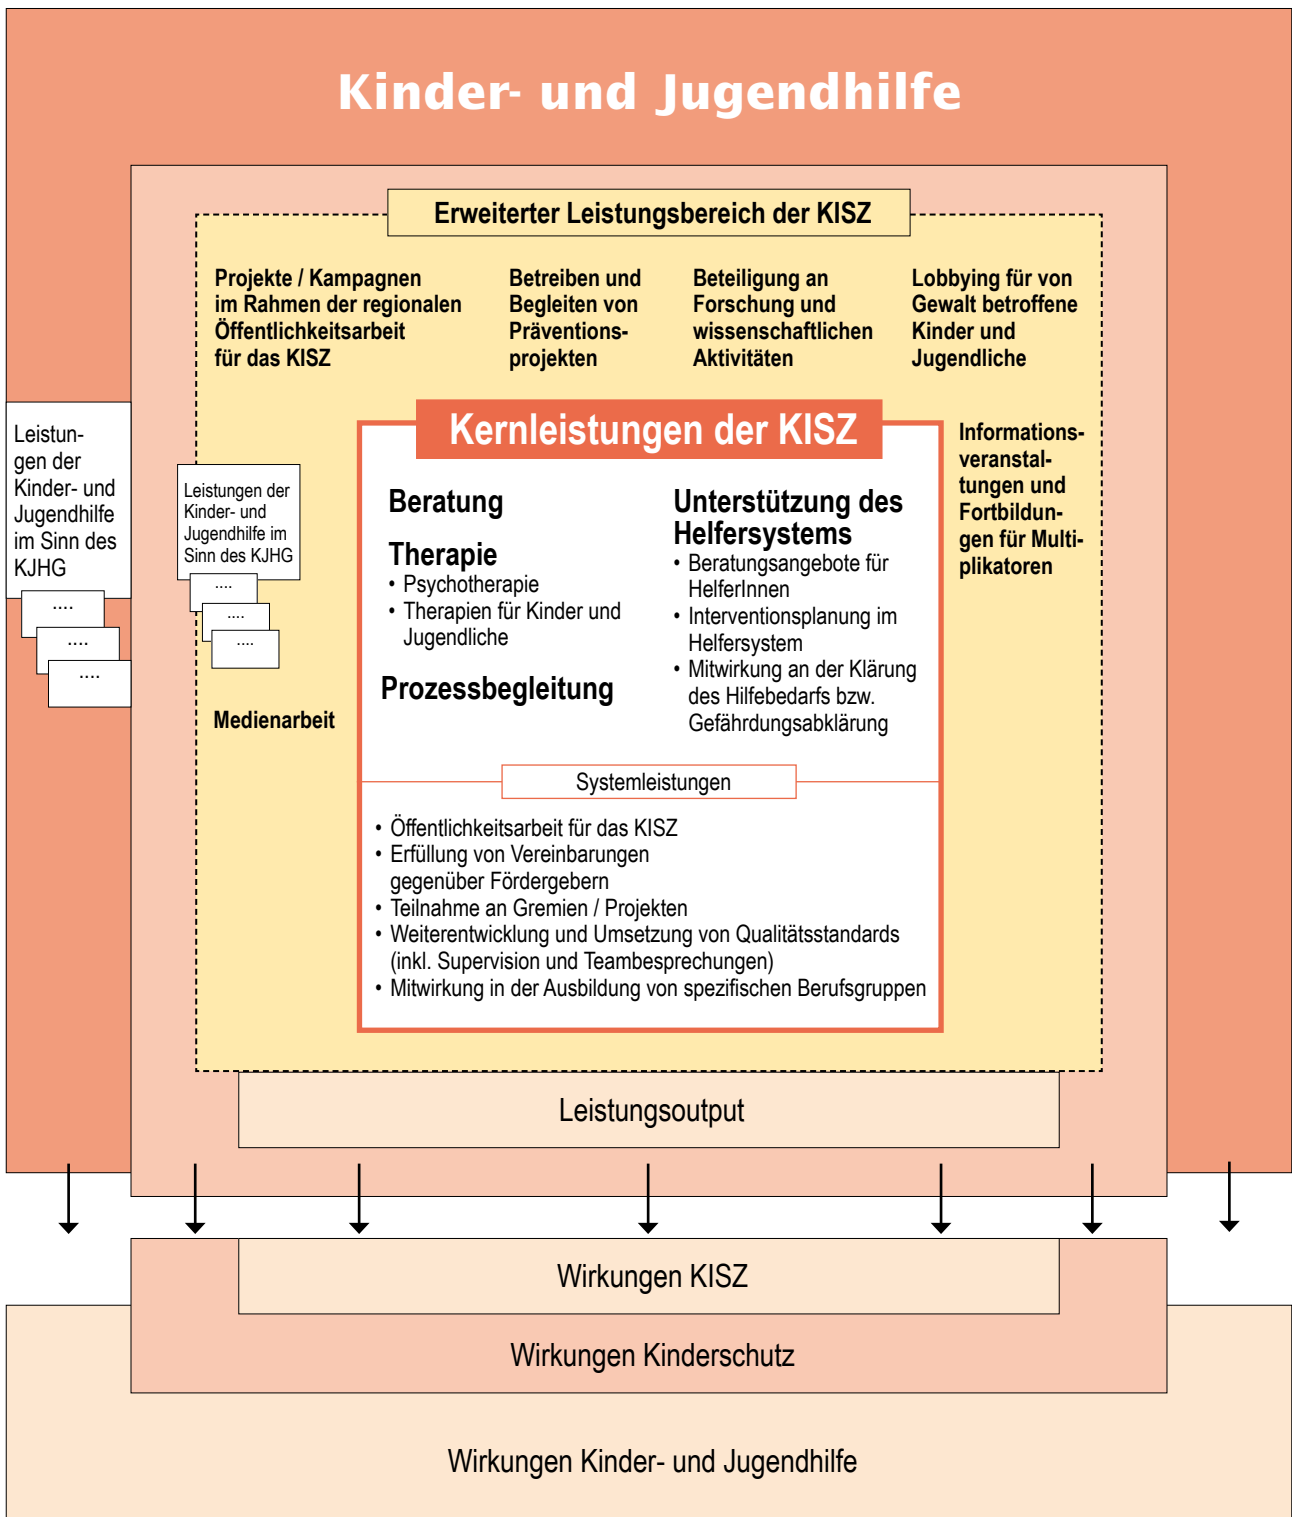 Kinder- und Jugendhilfe
Erweiterter Leistungsbereich der KISZ
Projekte / Kampagnen
im Rahmen der regionalen
Öffentlichkeitsarbeit
für das KISZ
Betreiben und
Begleiten von
Präventions-
projekten
Beteiligung an
Forschung und
wissenschaftlichen
Aktivitäten
Lobbying für von
Gewalt betroffene
Kinder und
Jugendliche
Leistun-
gen der
Kinder- und
Jugendhilfe
im Sinn des
KJHG
....
....
....
Leistungen der
Kinder- und
Jugendhilfe im
Sinn des KJHG
....
....
....
Medienarbeit
Kernleistungen der KISZ
Beratung
Therapie
• Psychotherapie
• Therapien für Kinder und
Jugendliche
Prozessbegleitung
Unterstützung des
Helfersystems
• Beratungsangebote für
HelferInnen
• Interventionsplanung im
Helfersystem
• Mitwirkung an der Klärung
des Hilfebedarfs bzw.
Gefährdungsabklärung
Informations-
veranstal-
tungen und
Fortbildun-
gen für Multi-
plikatoren
Systemleistungen
• Öffentlichkeitsarbeit für das KISZ
• Erfüllung von Vereinbarungen
gegenüber Fördergebern
• Teilnahme an Gremien / Projekten
• Weiterentwicklung und Umsetzung von Qualitätsstandards
(inkl. Supervision und Teambesprechungen)
• Mitwirkung in der Ausbildung von spezifischen Berufsgruppen
Leistungsoutput
Wirkungen KISZ
Wirkungen Kinderschutz
Wirkungen Kinder- und Jugendhilfe